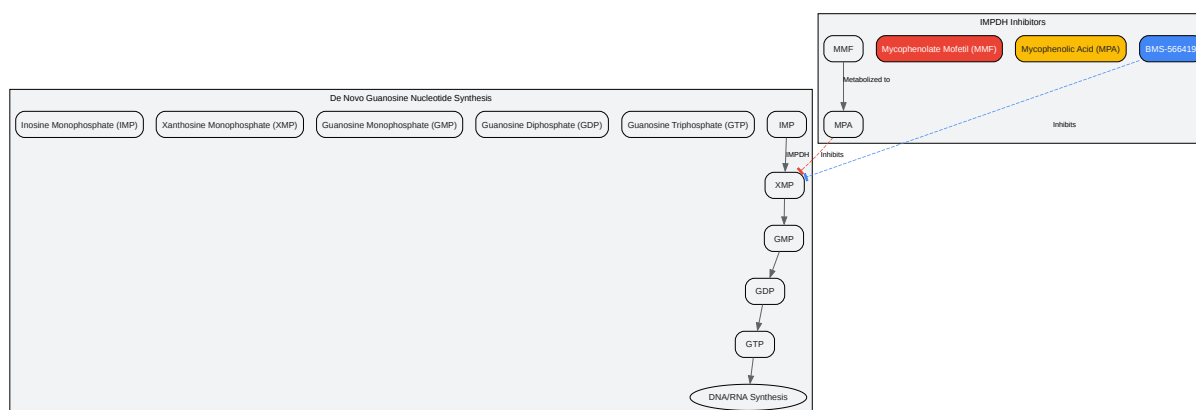 IMPDH Inhibitors
MMF
Mycophenolate Mofetil (MMF)
Mycophenolic Acid (MPA)
BMS-566419
Metabolized to
MPA
Inhibits
De Novo Guanosine Nucleotide Synthesis
Inosine Monophosphate (IMP)
Xanthosine Monophosphate (XMP)
Guanosine Monophosphate (GMP)
Guanosine Diphosphate (GDP)
Guanosine Triphosphate (GTP)
IMP
IMPDH
Inhibits
XMP
GMP
GDP
GTP
DNA/RNA Synthesis